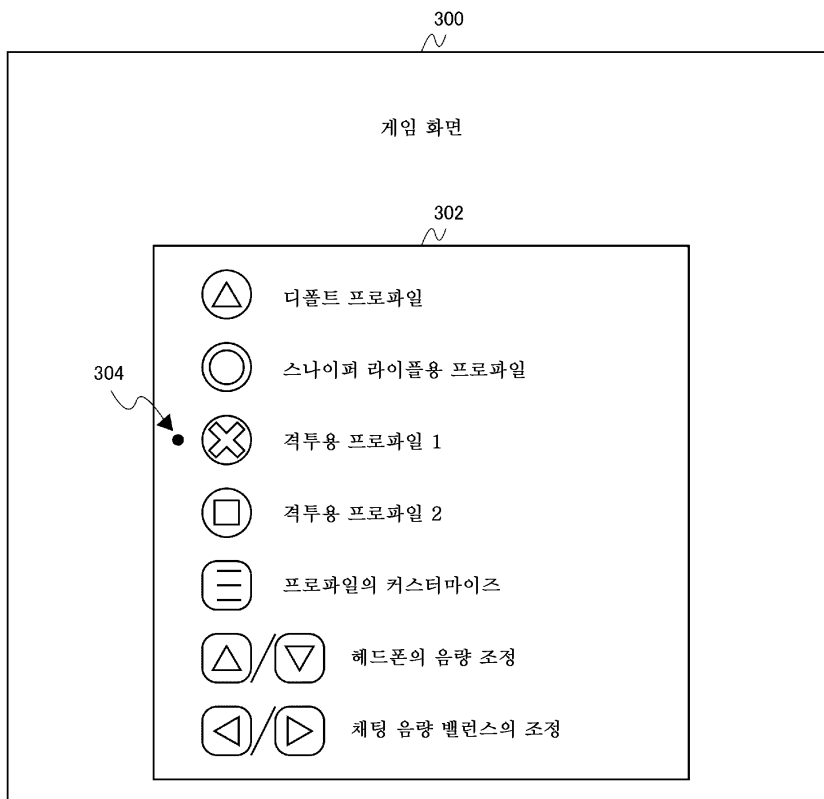 300
게임 화면
302
디폴트 프로파일
스나이퍼 라이플용 프로파일
304
격투용 프로파일 1
격투용 프로파일 2
프로파일의 커스터마이즈
헤드폰의 음량 조정
채팅 음량 밸런스의 조정